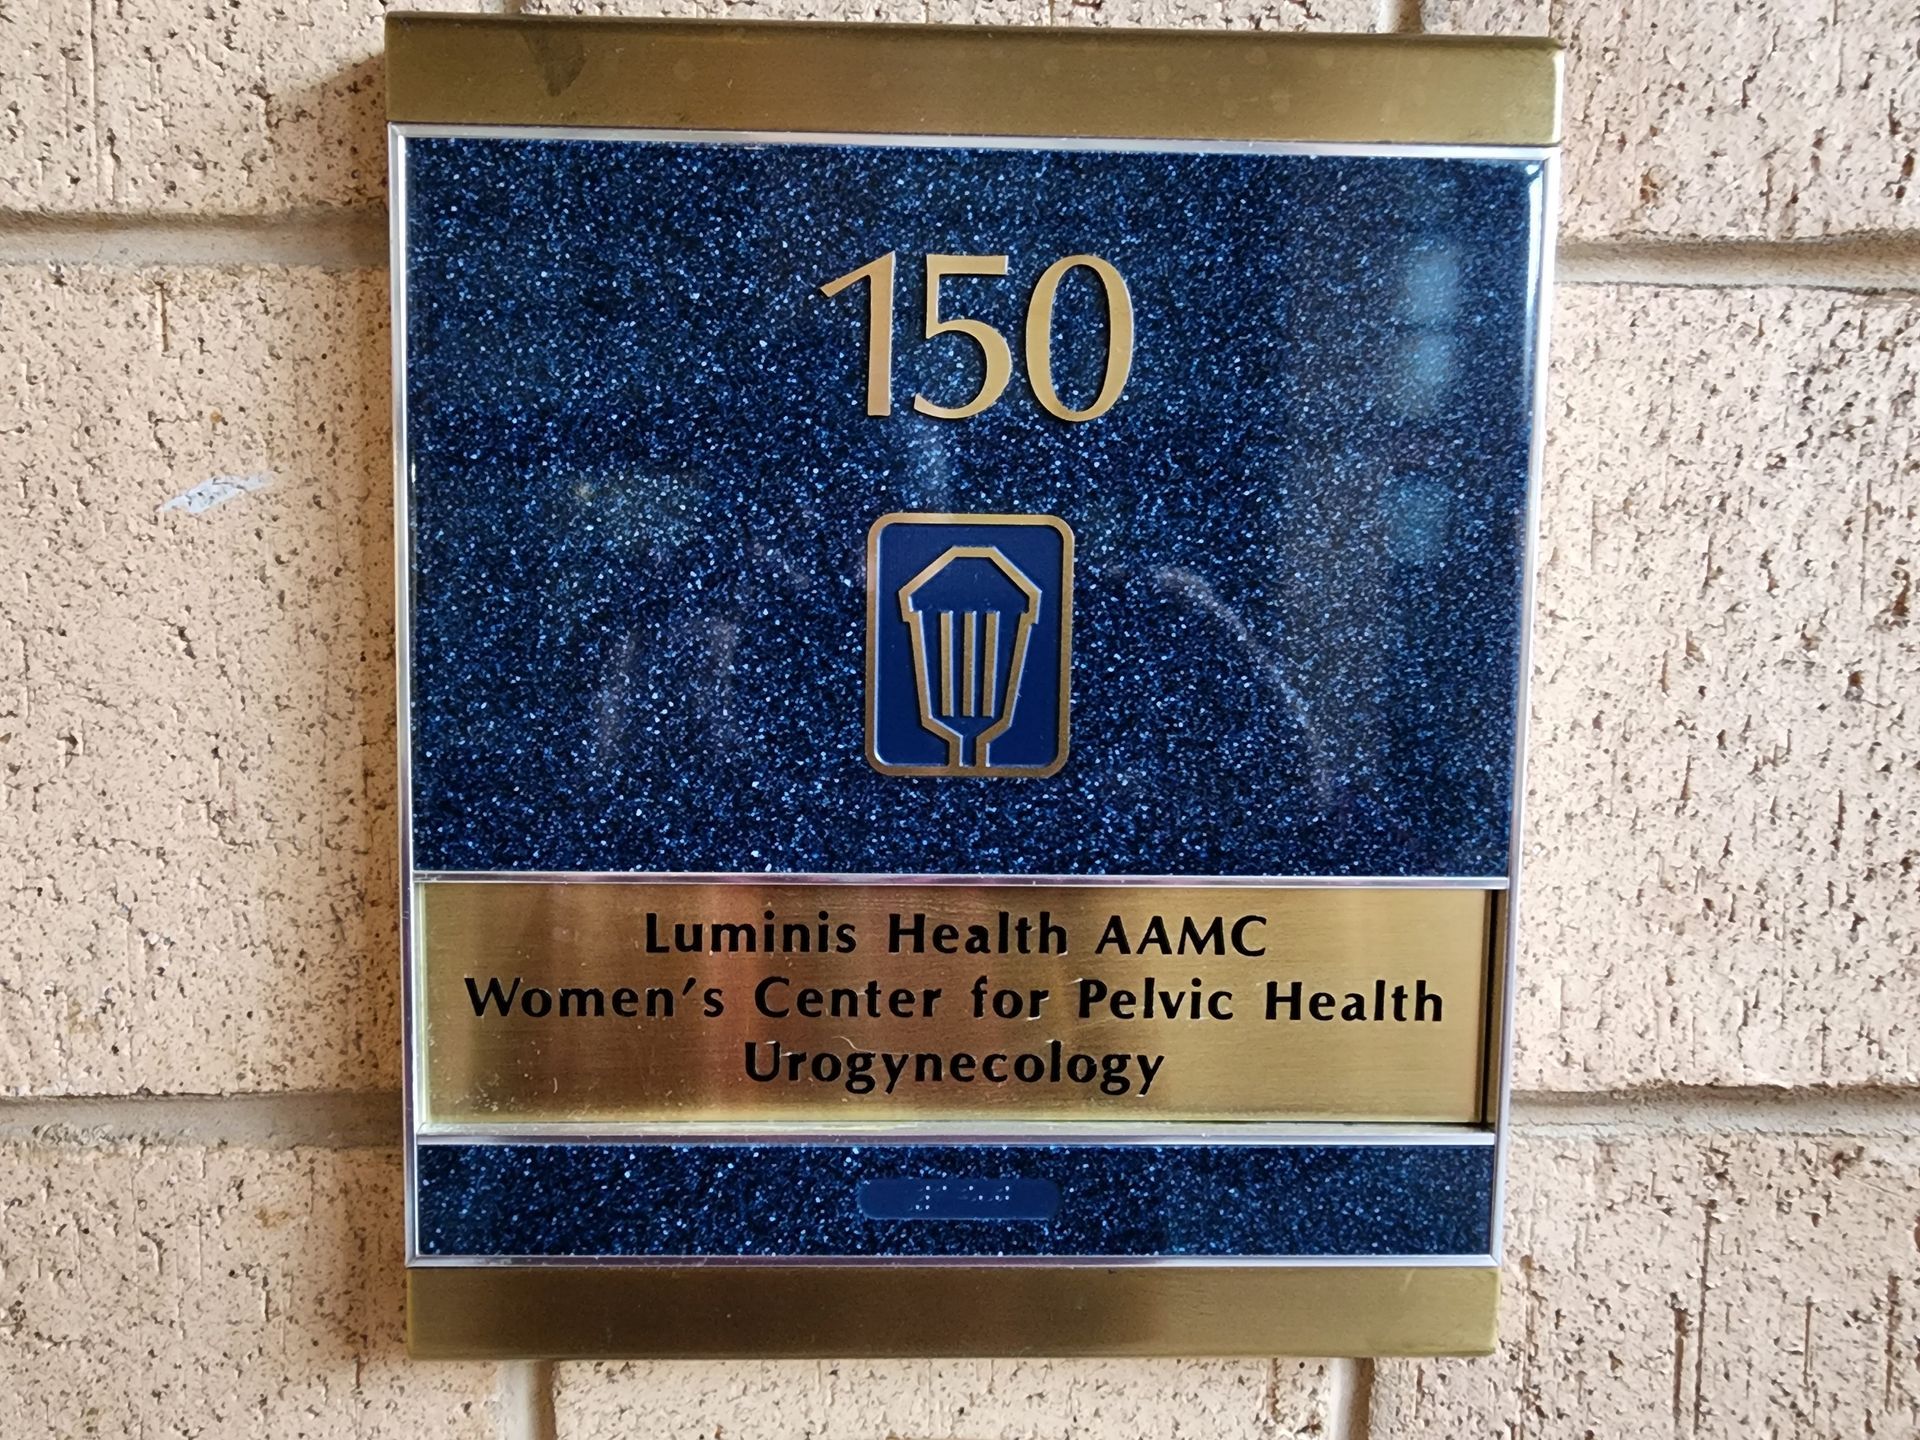 150
Luminis Health AAMC
Women's Center for Pelvic Health
Urogynecology